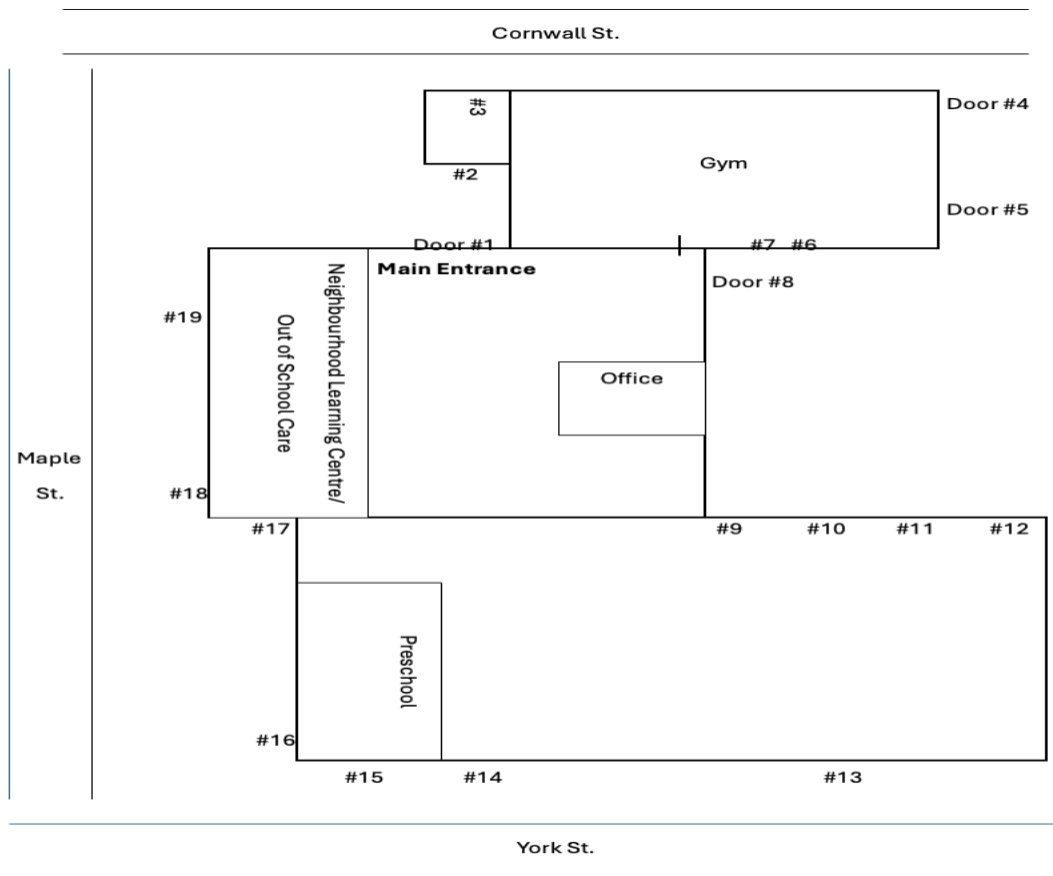 Cornwall St.
#3
Door #4
Gym
#2
Door #5
Door #1
#7 #6
Main Entrance
Door #8
Neighbourhood Learning Centre/
Out of School Care
#19
Office
Maple
St.
#18
#17
#9
#10
#11
#12
Preschool
#16
#15
#14
#13
York St.